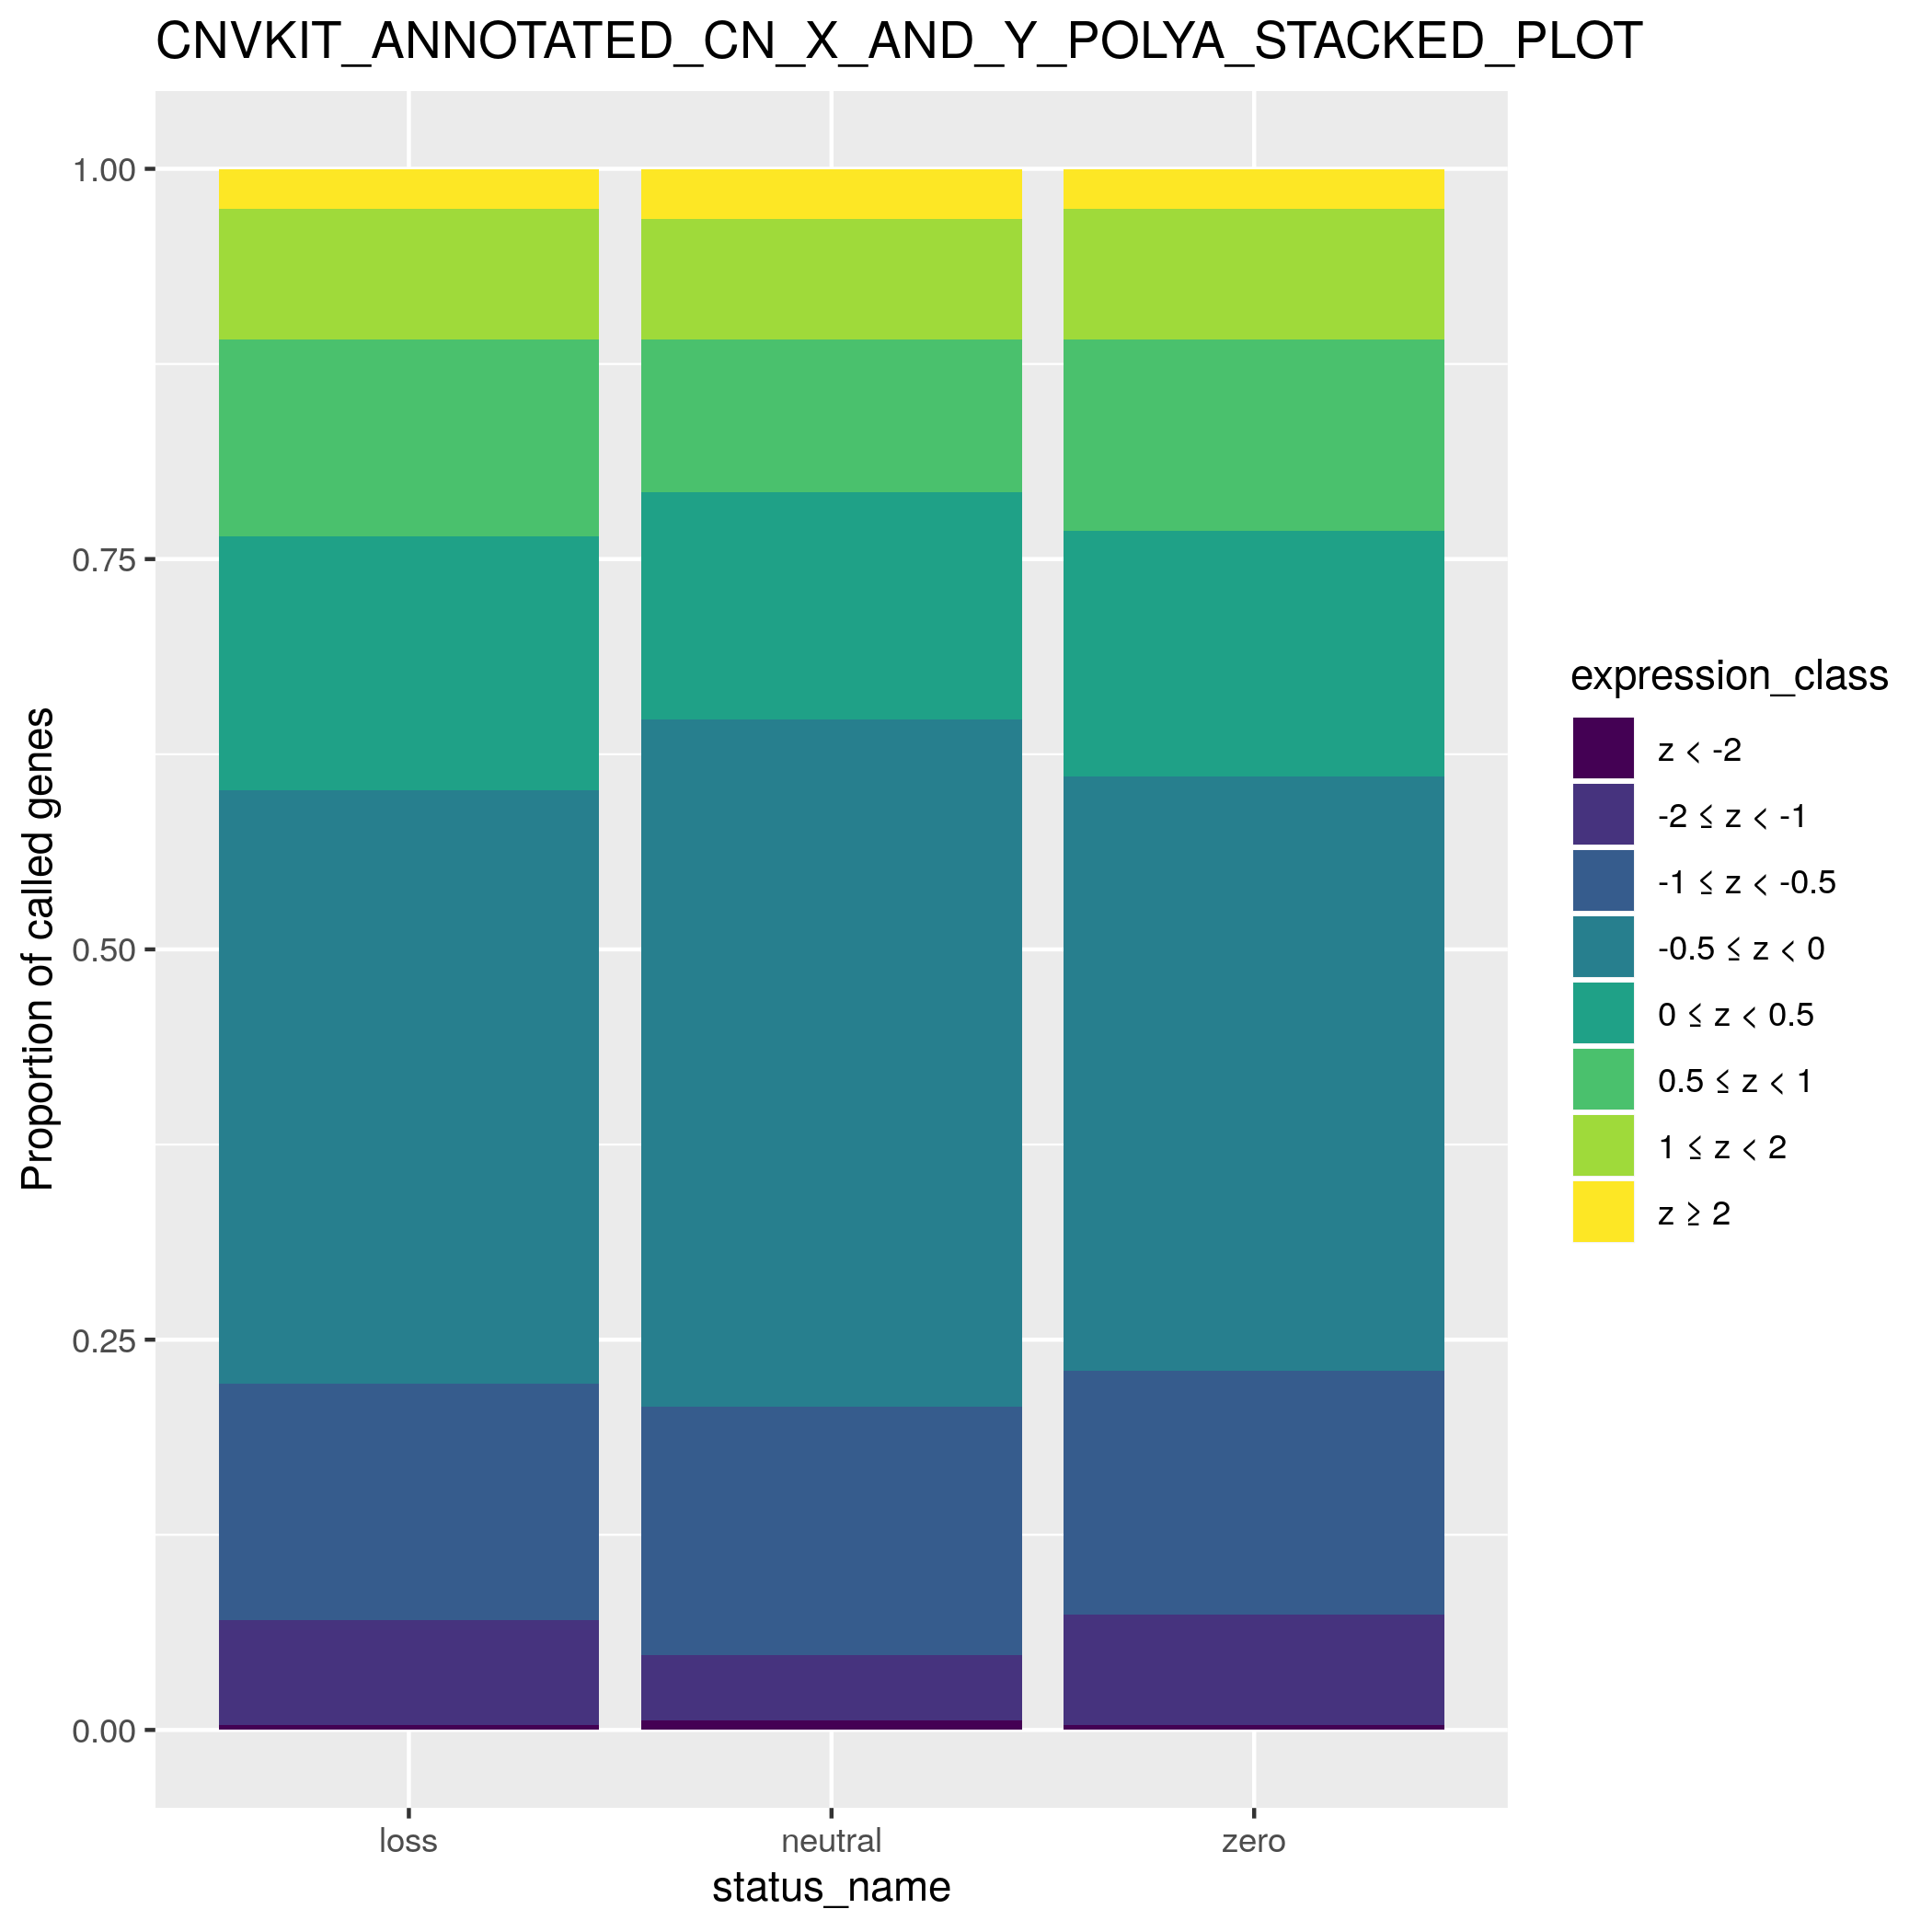 CNVKIT_ANNOTATED_CN_X_AND_Y_POLYA_STACKED_PLOT
1.00
0.75
0.50
0.25
0.00
Proportion of called genes
loss
neutral
zero
status_name
expression_class
z < -2
-2 ≤ z < -1
-1 ≤ z < -0.5
-0.5 ≤ z < 0
0 ≤ z < 0.5
0.5 ≤ z < 1
1 ≤ z < 2
z ≥ 2